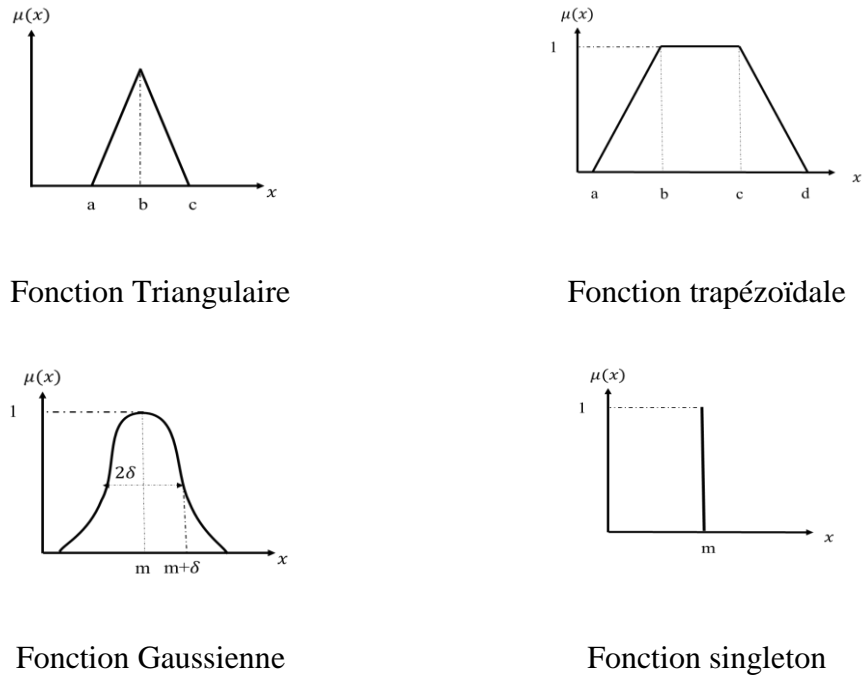 μ(x)
x
a b c
Fonction Triangulaire
1
x
a b c d
Fonction trapézoïdale
μ(x)
1
2δ
m m+δ
x
Fonction Gaussienne
μ(x)
1
x
m
Fonction singleton